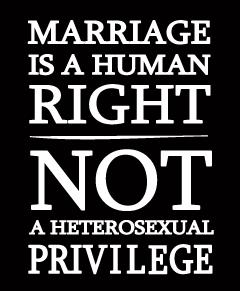 MARRIAGE
IS A HUMAN
RIGHT
NOT
A HETEROSEXUAL
PRIVILEGE